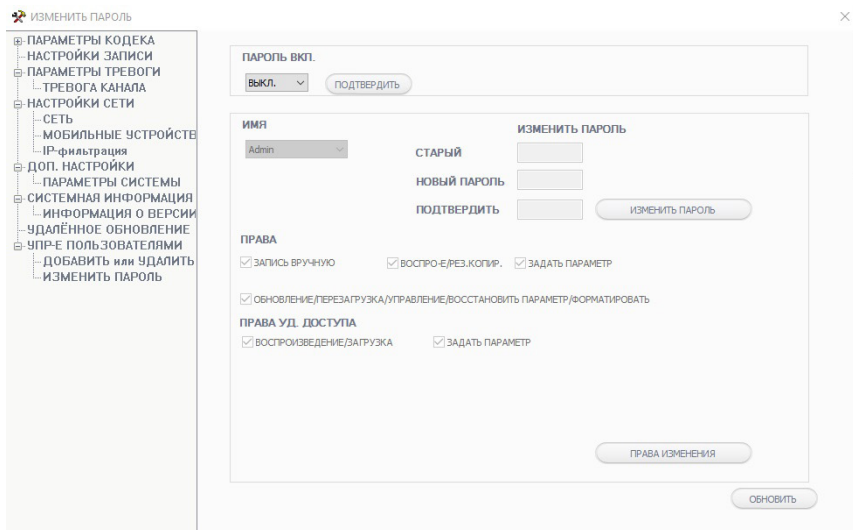 ИЗМЕНИТЬ ПАРОЛЬ
ПАРАМЕТРЫ КОДЕКА
НАСТРОЙКИ ЗАПИСИ
ПАРАМЕТРЫ ТРЕВОГИ
ТРЕВОГА КАНАЛА
НАСТРОЙКИ СЕТИ
СЕТЬ
МОБИЛЬНЫЕ УСТРОЙСТВ
IP-фильтрация
ДОП. НАСТРОЙКИ
ПАРАМЕТРЫ СИСТЕМЫ
СИСТЕМНАЯ ИНФОРМАЦИЯ
ИНФОРМАЦИЯ О ВЕРСИИ
УДАЛЁННОЕ ОБНОВЛЕНИЕ
УПР-Е ПОЛЬЗОВАТЕЛЯМИ
ДОБАВИТЬ или УДАЛИТЬ
ИЗМЕНИТЬ ПАРОЛЬ
ПАРОЛЬ ВКЛ.
ВЫКЛ. ПОДТВЕРДИТЬ
ИМЯ
ИЗМЕНИТЬ ПАРОЛЬ
Admin
СТАРЫЙ
НОВЫЙ ПАРОЛЬ
ПОДТВЕРДИТЬ ИЗМЕНИТЬ ПАРОЛЬ
ПРАВА
ЗАПИСЬ ВРУЧНУЮ ВОСПРО-Е/РЕЗ.КОПИР. ЗАДАТЬ ПАРАМЕТР
ОБНОВЛЕНИЕ/ПЕРЕЗАГРУЗКА/УПРАВЛЕНИЕ/ВОССТАНОВИТЬ ПАРАМЕТР/ФОРМАТИРОВАТЬ
ПРАВА УД. ДОСТУПА
ВОСПРОИЗВЕДЕНИЕ/ЗАГРУЗКА ЗАДАТЬ ПАРАМЕТР
ПРАВА ИЗМЕНЕНИЯ
ОБНОВИТЬ